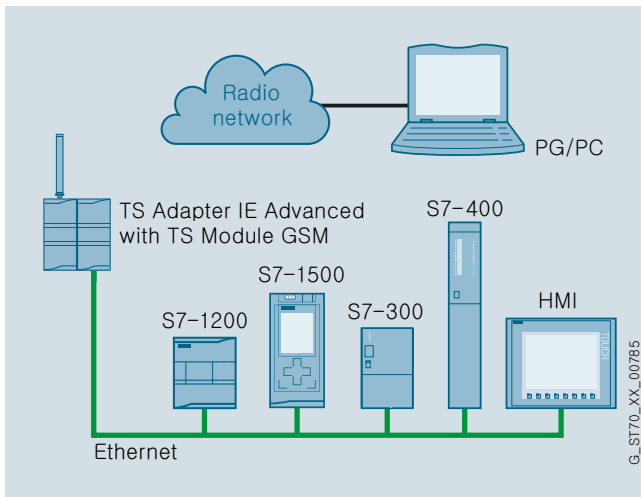 Radio
network
PG/PC
TS Adapter IE Advanced
with TS Module GSM
S7-400
S7-1500
HMI
S7-1200
S7-300
TOUCH
Ethernet
G_ST70_XX_00785